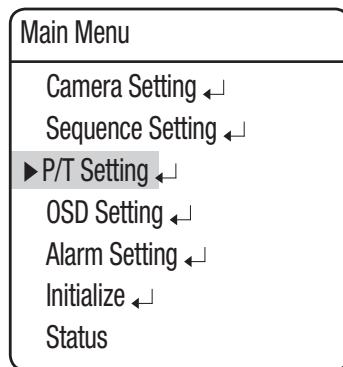 Main Menu
Camera Setting ↵
Sequence Setting ↵
▶P/T Setting ↵
OSD Setting ↵
Alarm Setting ↵
Initialize ↵
Status